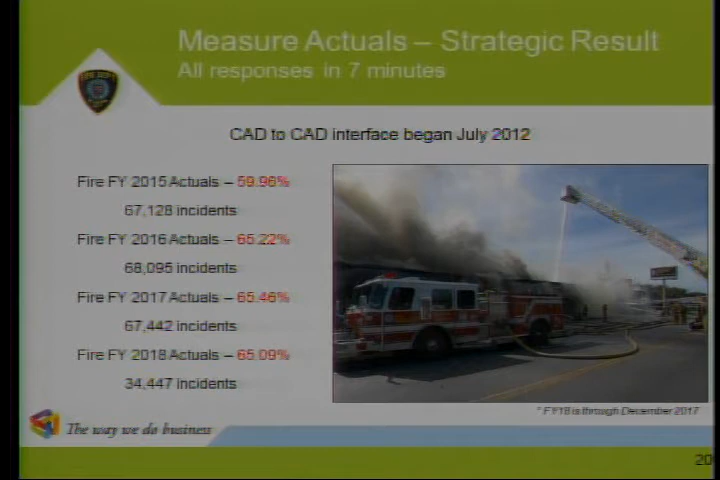 Measure Actuals – Strategic Result
All responses in 7 minutes
CAD to CAD interface began July 2012
Fire FY 2015 Actuals – 59.96%
67,128 incidents
Fire FY 2016 Actuals – 65.22%
68,095 incidents
Fire FY 2017 Actuals – 65.46%
67,442 incidents
Fire FY 2018 Actuals – 65.09%
34,447 incidents
* FY18 is through December 2017
The way we do business
20